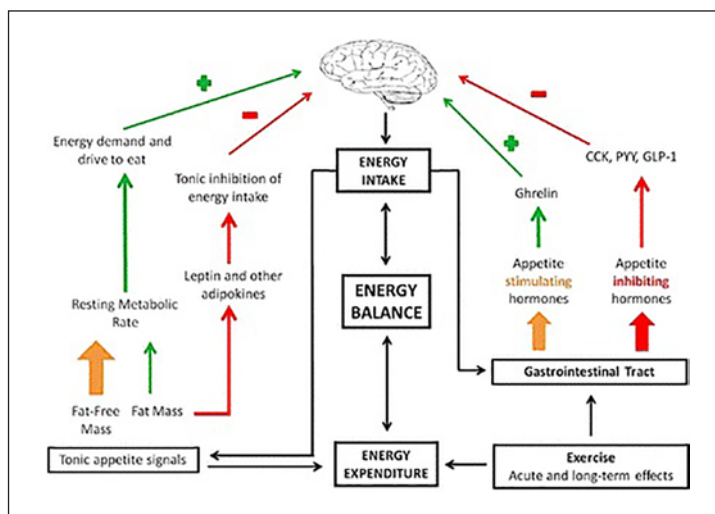 Energy demand and
drive to eat
Tonic inhibition of
energy intake
Leptin and other
adipokines
Resting Metabolic
Rate
Fat-Free
Mass
Fat Mass
Tonic appetite signals
ENERGY
INTAKE
ENERGY
BALANCE
ENERGY
EXPENDITURE
CCK, PYY, GLP-1
Ghrelin
Appetite
stimulating
hormones
Appetite
inhibiting
hormones
Gastrointestinal Tract
Exercise
Acute and long-term effects